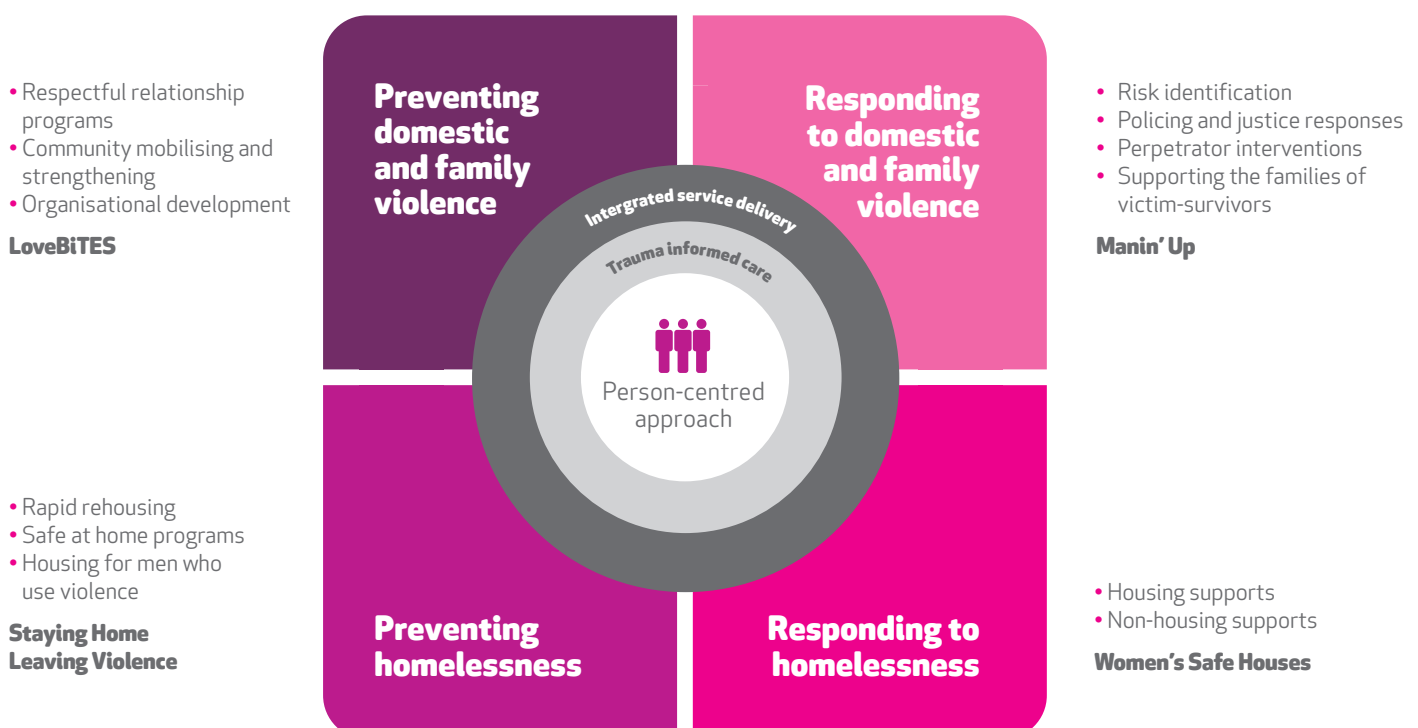 • Respectful relationship
programs
• Community mobilising and
strengthening
• Organisational development
LoveBiTES
Preventing
domestic
and family
violence
Responding
to domestic
and family
violence
• Risk identification
• Policing and justice responses
• Perpetrator interventions
• Supporting the families of
victim-survivors
Manin' Up
Intergrated service delivery
Trauma informed care
Person-centred
approach
• Rapid rehousing
• Safe at home programs
• Housing for men who
use violence
Staying Home
Leaving Violence
Preventing
homelessness
Responding to
homelessness
• Housing supports
• Non-housing supports
Women's Safe Houses